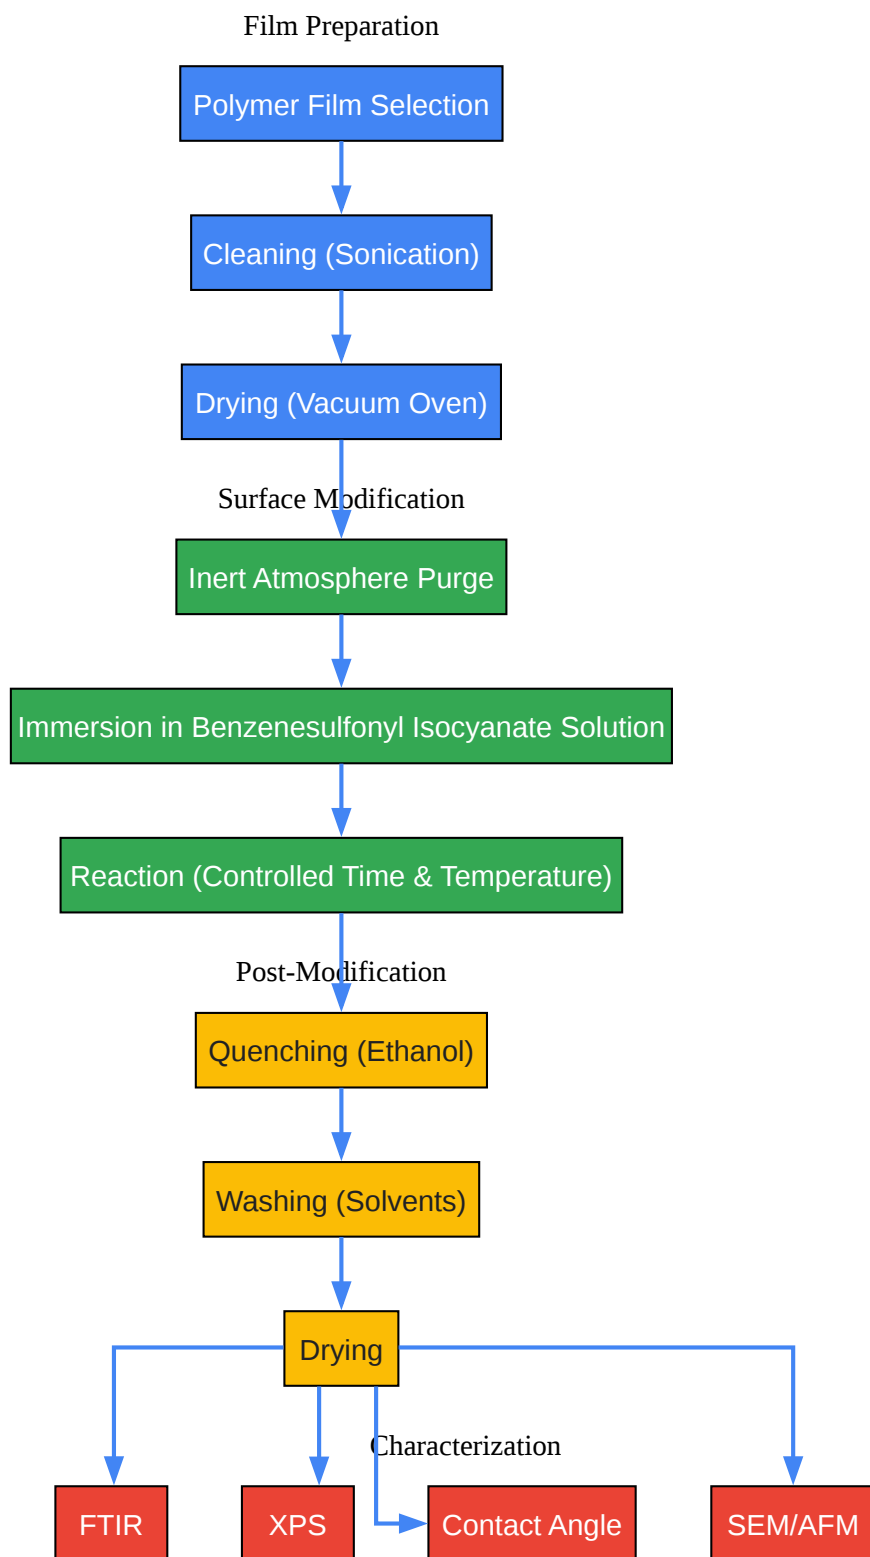 Film Preparation
Polymer Film Selection
Cleaning (Sonication)
Drying (Vacuum Oven)
Surface Modification
Inert Atmosphere Purge
Immersion in Benzenesulfonyl Isocyanate Solution
Reaction (Controlled Time & Temperature)
Post-Modification
Quenching (Ethanol)
Washing (Solvents)
Drying
Characterization
FTIR
XPS
Contact Angle
SEM/AFM